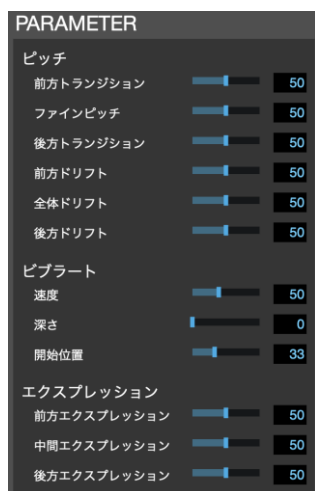 PARAMETER
ピッチ
前方トランジション 50
ファインピッチ 50
後方トランジション 50
前方ドリフト 50
全体ドリフト 50
後方ドリフト 50
ビブラート
速度 50
深さ 0
開始位置 33
エクスプレッション
前方エクスプレッション 50
中間エクスプレッション 50
後方エクスプレッション 50